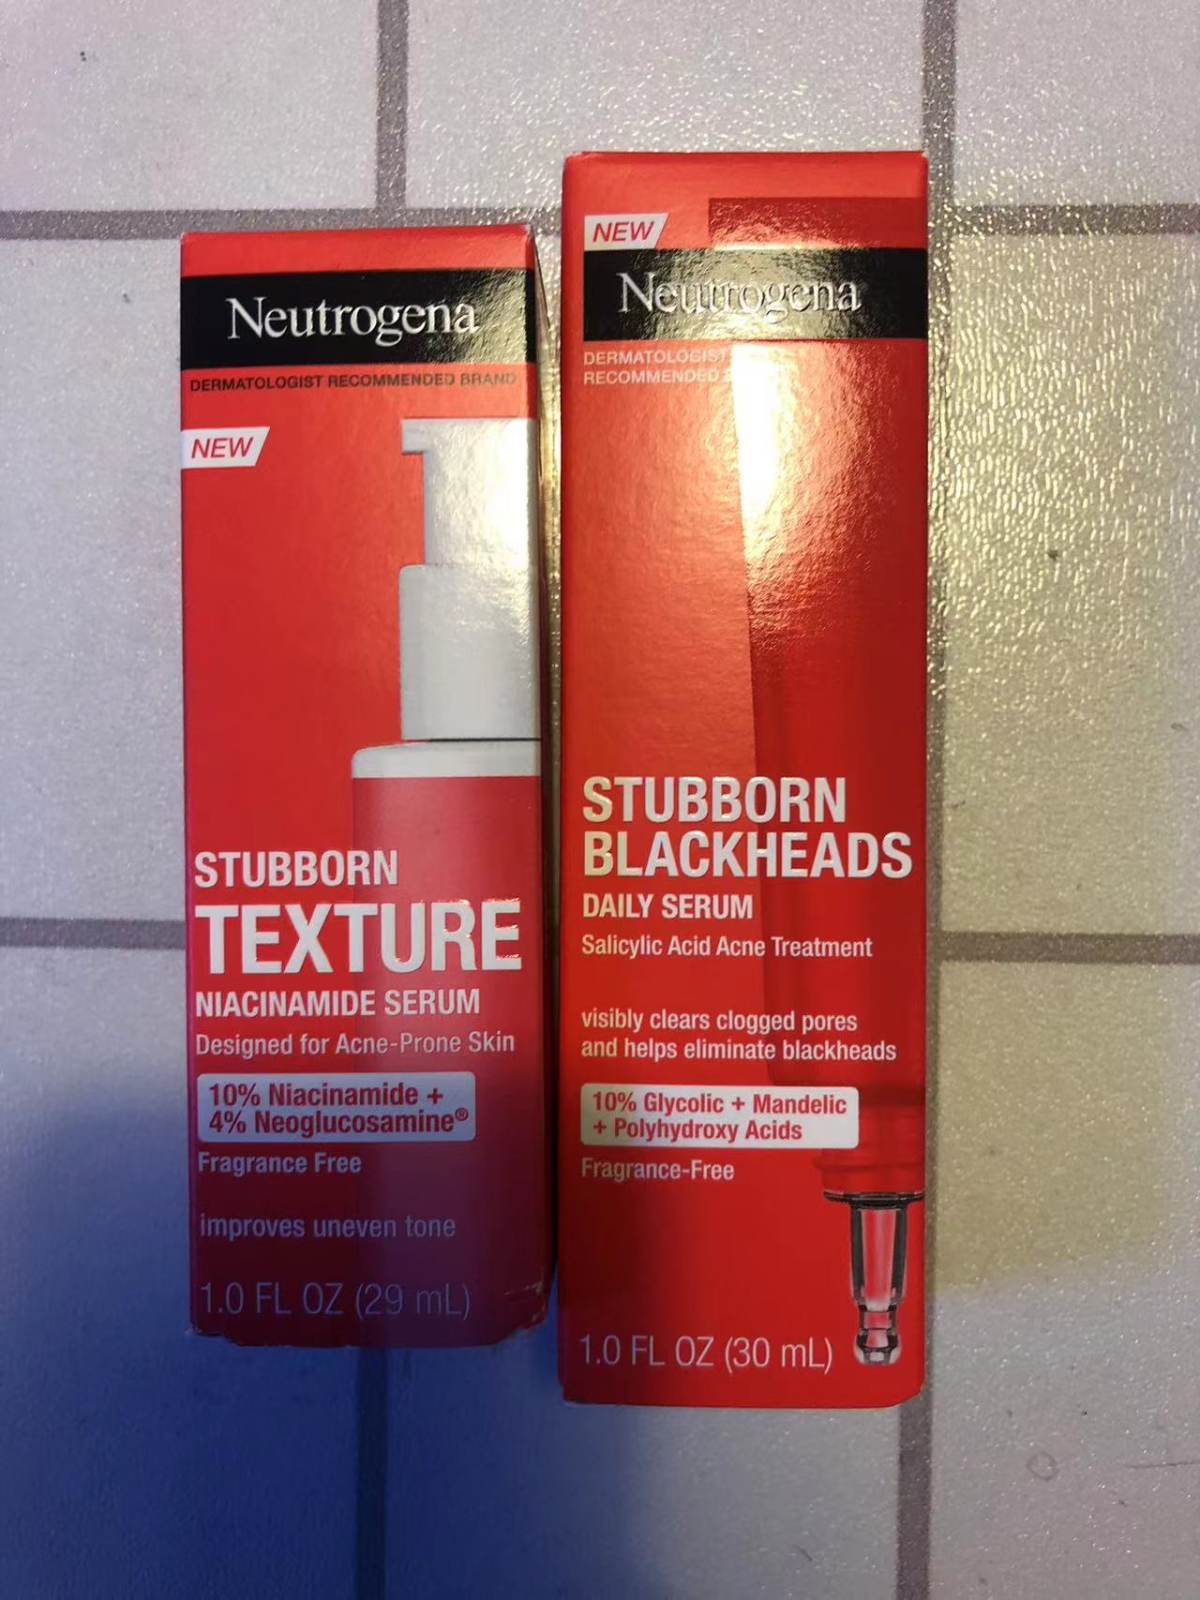 Neutrogena
DERMATOLOGIST RECOMMENDED BRAND
NEW
STUBBORN
TEXTURE
NIACINAMIDE SERUM
Designed for Acne-Prone Skin
10% Niacinamide +
4% Neoglucosamine®
Fragrance Free
improves uneven tone
1.0 FL OZ (29 mL)
NEW
Neutrogena
DERMATOLOGIST
RECOMMENDED
STUBBORN
BLACKHEADS
DAILY SERUM
Salicylic Acid Acne Treatment
visibly clears clogged pores
and helps eliminate blackheads
10% Glycolic + Mandelic
+ Polyhydroxy Acids
Fragrance-Free
1.0 FL OZ (30 mL)